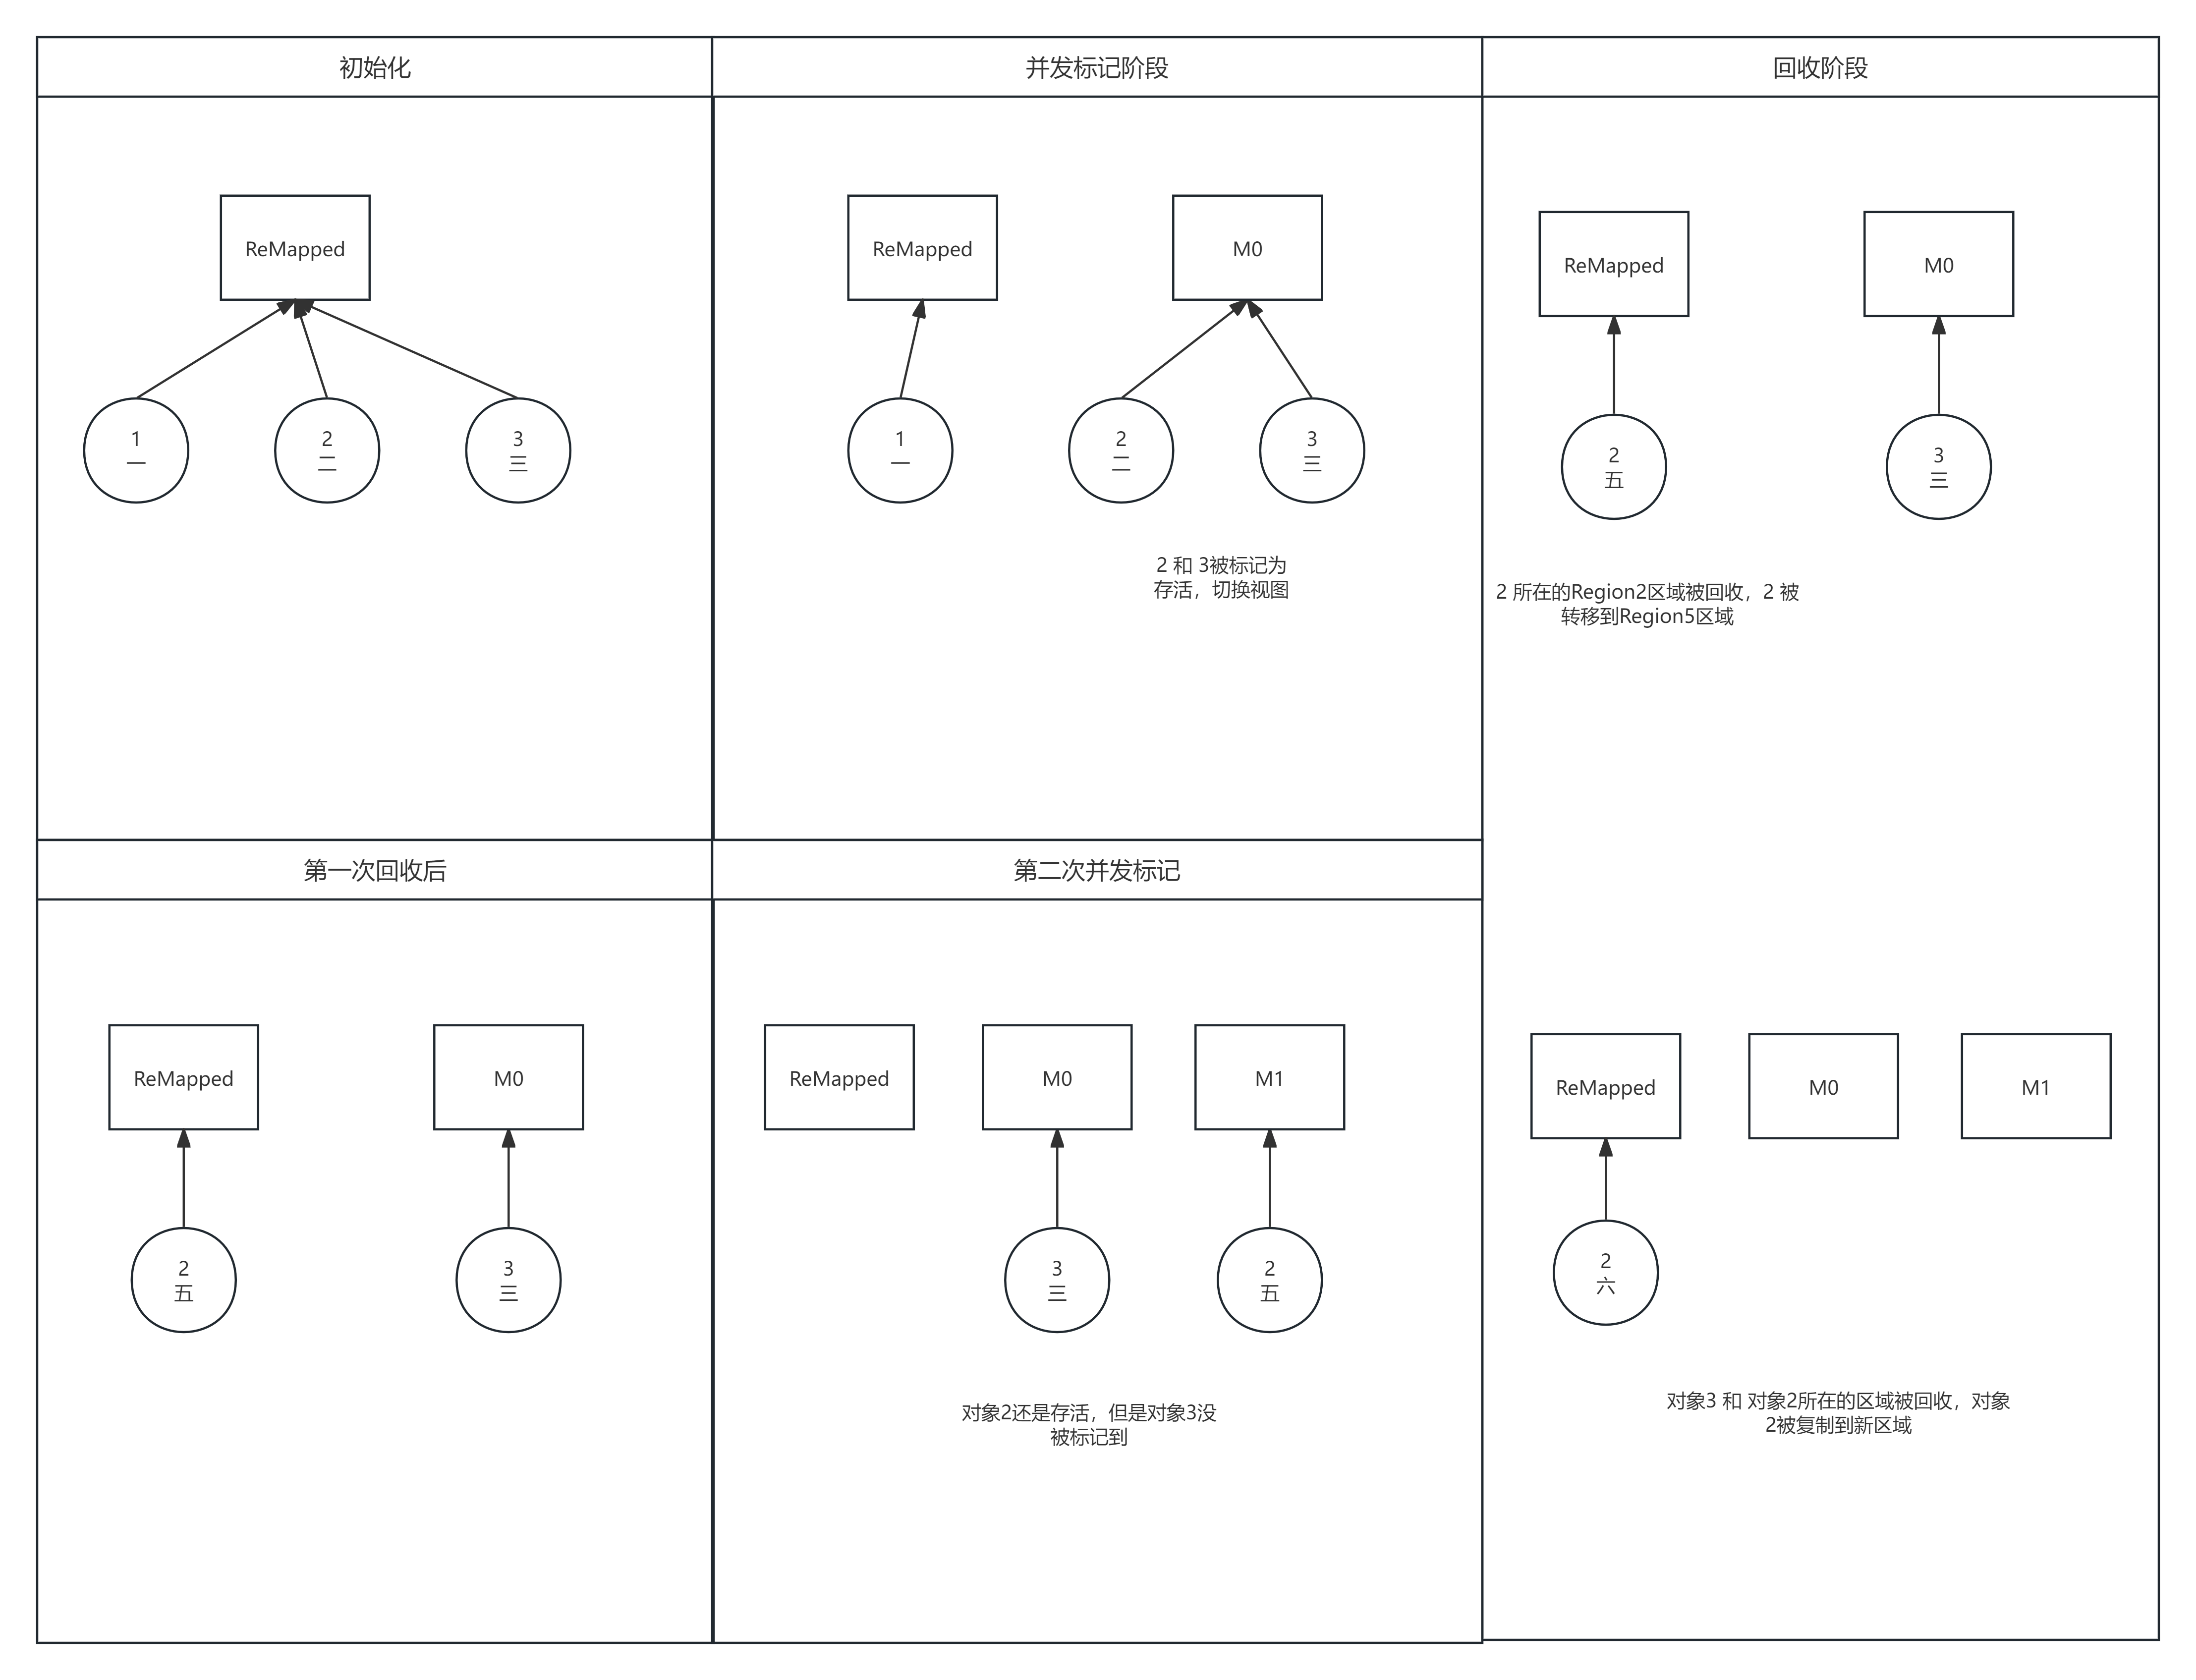 初始化
并发标记阶段
回收阶段
ReMapped
1
一
2
二
3
三
ReMapped
M0
1
一
2
二
3
三
2 和 3被标记为
存活，切换视图
ReMapped
M0
2
五
3
三
2 所在的Region2区域被回收，2 被
转移到Region5区域
第一次回收后
第二次并发标记
ReMapped
M0
2
五
3
三
ReMapped
M0
M1
3
三
2
五
对象2还是存活，但是对象3没
被标记到
ReMapped
M0
M1
2
六
对象3 和 对象2所在的区域被回收，对象
2被复制到新区域